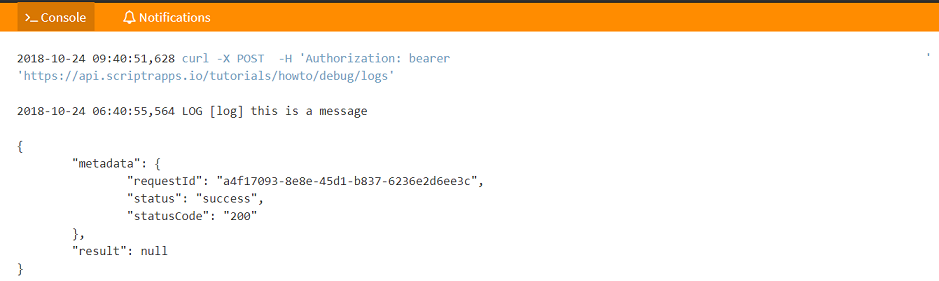 >_ Console Notifications
2018-10-24 09:40:51,628 curl -X POST  -H 'Authorization: bearer '
'https://api.scriptrapps.io/tutorials/howto/debug/logs'
2018-10-24 06:40:55,564 LOG [log] this is a message
{
        "metadata": {
                "requestId": "a4f17093-8e8e-45d1-b837-6236e2d6ee3c",
                "status": "success",
                "statusCode": "200"
        },
        "result": null
}